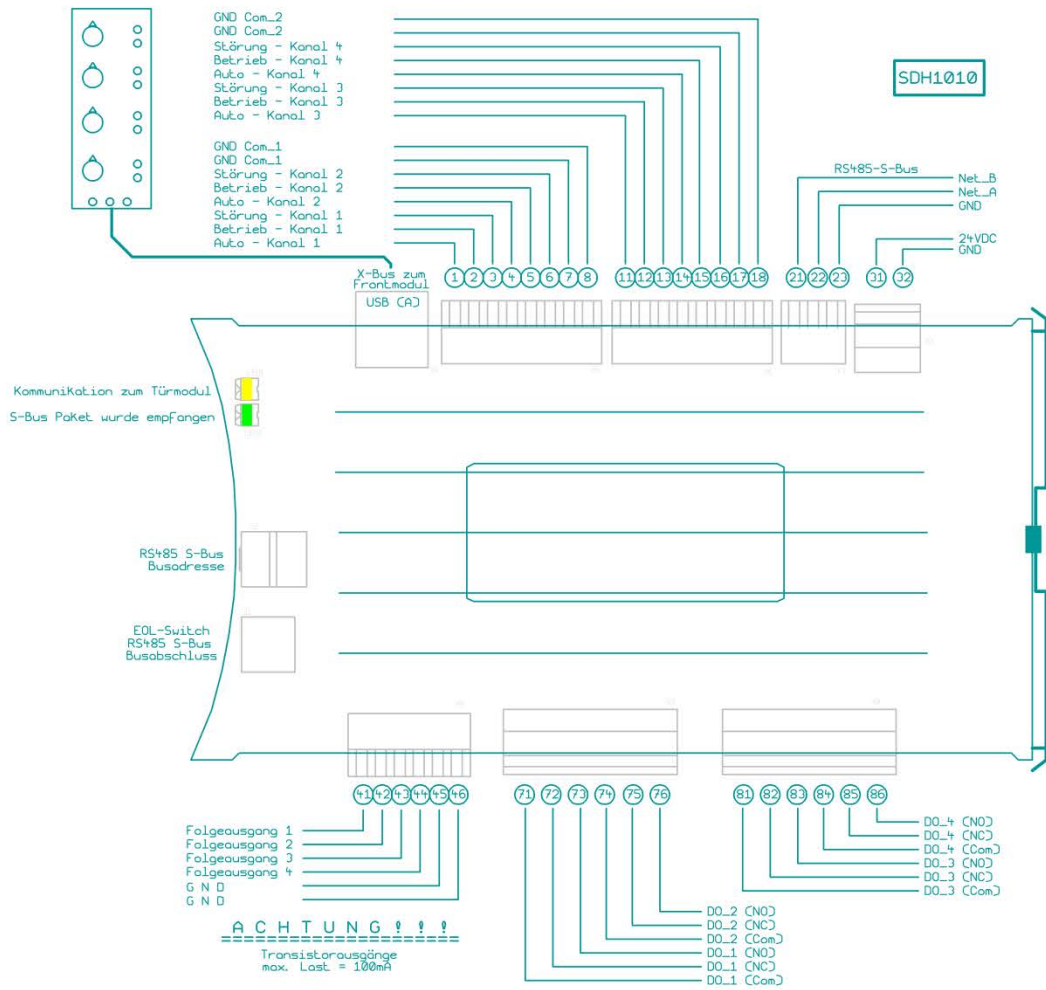 GND Com_2
GND Com_2
Störung - Kanal 4
Betrieb - Kanal 4
Auto - Kanal 4
Störung - Kanal 3
Betrieb - Kanal 3
Auto - Kanal 3
SDH1010
GND Com_1
GND Com_1
Störung - Kanal 2
Betrieb - Kanal 2
Auto - Kanal 2
Störung - Kanal 1
Betrieb - Kanal 1
Auto - Kanal 1
RS485-S-Bus
Net_B
Net_A
GND
24VDC
GND
X-Bus zum
Frontmodul
USB (A)
1 2 3 4 5 6 7 8
11 12 13 14 15 16 17 18
21 22 23
31 32
Kommunikation zum Türmodul
S-Bus Paket wurde empfangen
RS485 S-Bus
Busadresse
EOL-Switch
RS485 S-Bus
Busabschluss
41 42 43 44 45 46
71 72 73 74 75 76
81 82 83 84 85 86
Folgeausgang 1
Folgeausgang 2
Folgeausgang 3
Folgeausgang 4
G N D
G N D
A C H T U N G ! ! !
Transistorausgänge
max. Last = 100mA
DO_4 (NO)
DO_4 (NC)
DO_4 (Com)
DO_3 (NO)
DO_3 (NC)
DO_3 (Com)
DO_2 (NO)
DO_2 (NC)
DO_2 (Com)
DO_1 (NO)
DO_1 (NC)
DO_1 (Com)